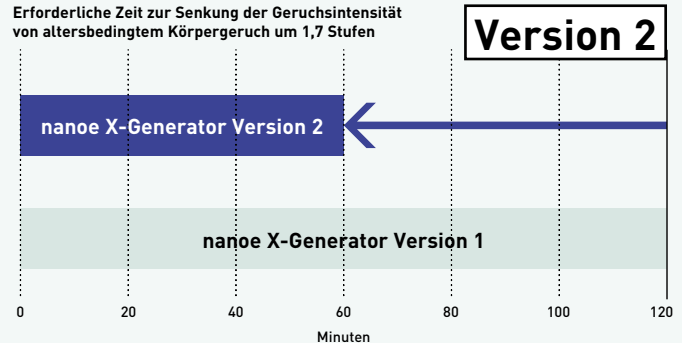 Erforderliche Zeit zur Senkung der Geruchsintensität
von altersbedingtem Körpergeruch um 1,7 Stufen
Version 2
nanoe X-Generator Version 2
nanoe X-Generator Version 1
0 20 40 60 80 100 120
Minuten